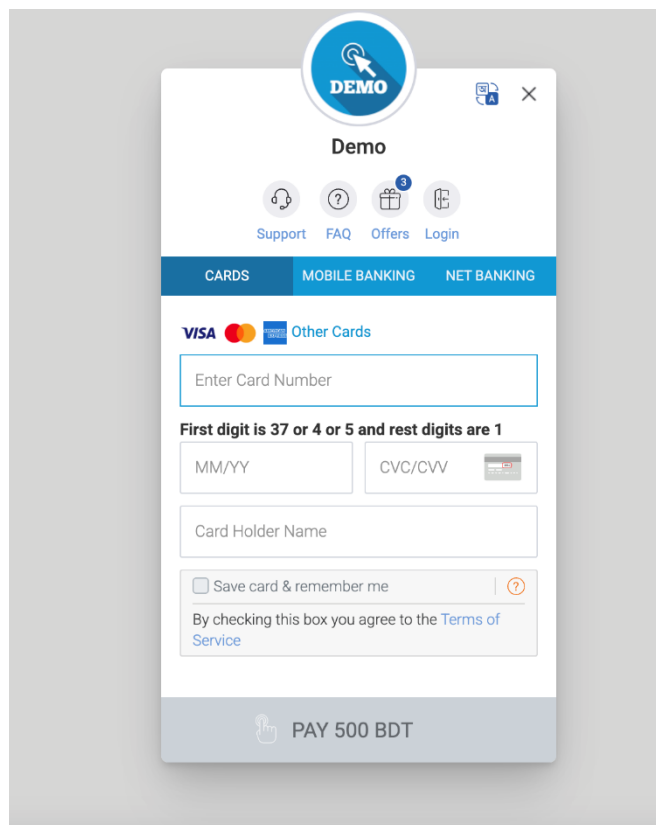 DEMO
অ A
Demo
3
?
Support FAQ Offers Login
CARDS MOBILE BANKING NET BANKING
VISA Other Cards
Enter Card Number
First digit is 37 or 4 or 5 and rest digits are 1
MM/YY CVC/CVV
Card Holder Name
Save card & remember me ?
By checking this box you agree to the Terms of
Service
PAY 500 BDT